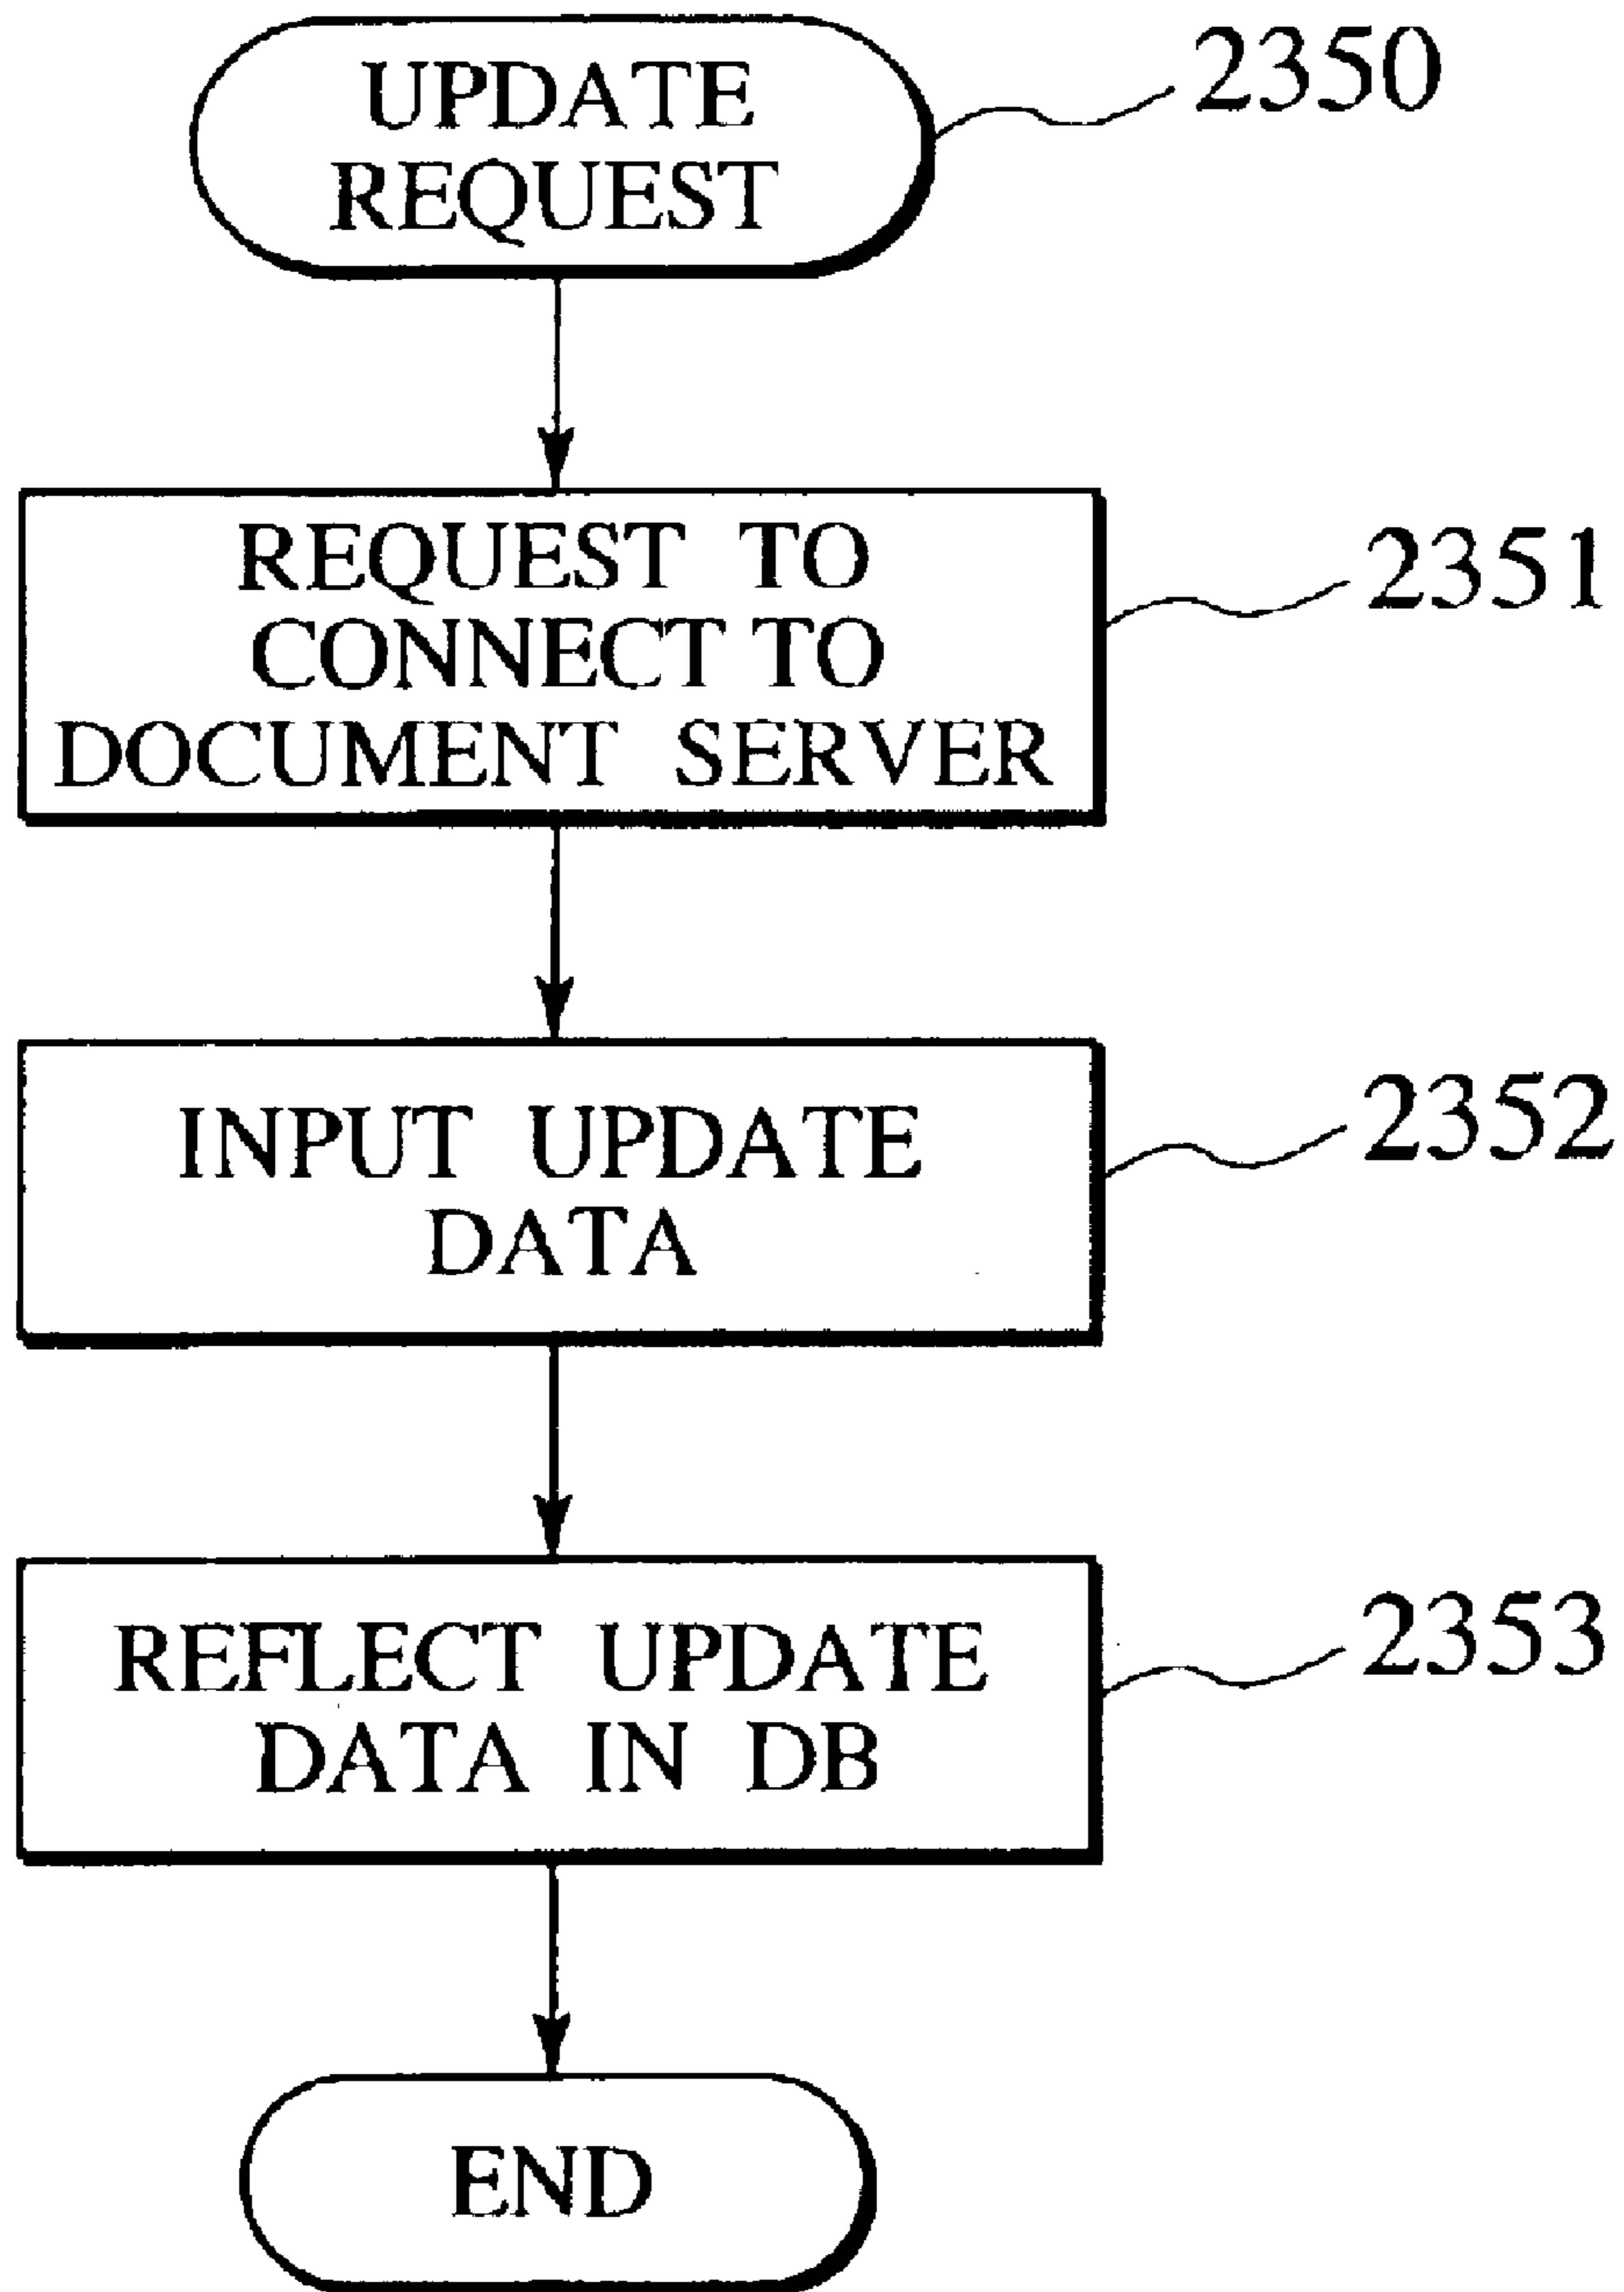 UPDATE
REQUEST
2350
REQUEST TO
CONNECT TO
DOCUMENT SERVER
2351
INPUT UPDATE
DATA
2352
REFLECT UPDATE
DATA IN DB
2353
END